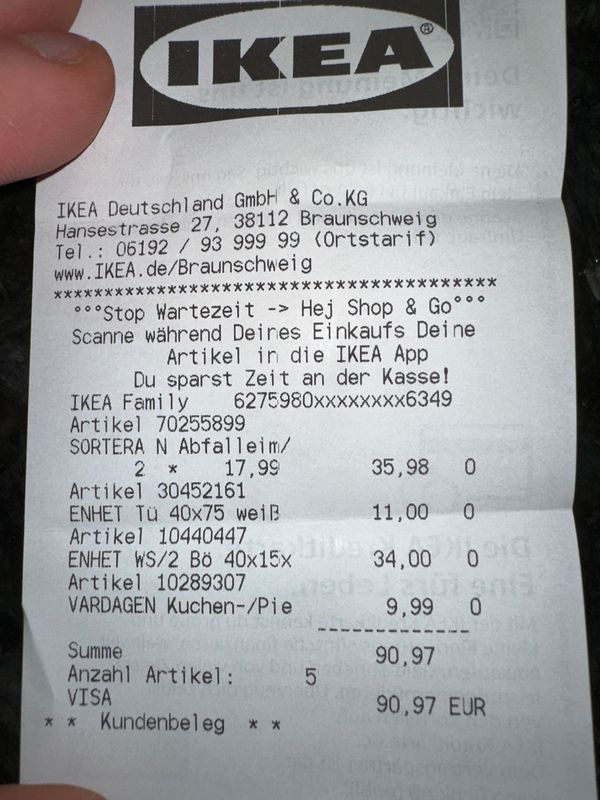 IKEA®
IKEA Deutschland GmbH & Co.KG
Hansestrasse 27, 38112 Braunschweig
Tel.: 06192 / 93 999 99 (Ortstarif)
www.IKEA.de/Braunschweig
******************************************
°°°Stop Wartezeit -> Hej Shop & Go°°°
Scanne während Deines Einkaufs Deine
Artikel in die IKEA App
Du sparst Zeit an der Kasse!
IKEA Family 6275980xxxxxxxx6349
Artikel 70255899
SORTERA N Abfalleim/
2 * 17,99 35,98 0
Artikel 30452161
ENHET Tü 40x75 weiß 11,00 0
Artikel 10440447
ENHET WS/2 Bö 40x15x 34,00 0
Artikel 10289307
VARDAGEN Kuchen-/Pie 9,99 0
---------------
Summe 90,97
Anzahl Artikel: 5
VISA 90,97 EUR
* * Kundenbeleg * *